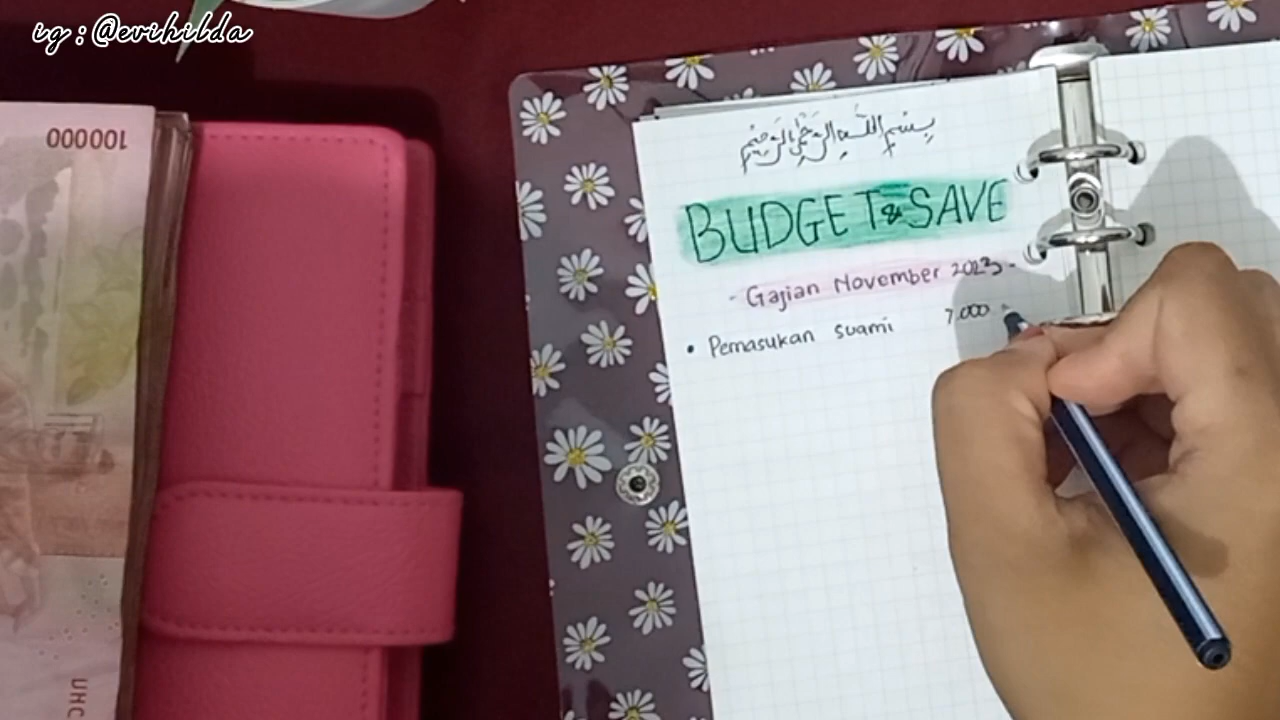 ig : @evihilda
100000
بِسْمِ اللَّهِ الرَّحْمَٰنِ الرَّحِيْمِ
BUDGET & SAVE
- Gajian November 2023 -
• Pemasukan suami 7.000